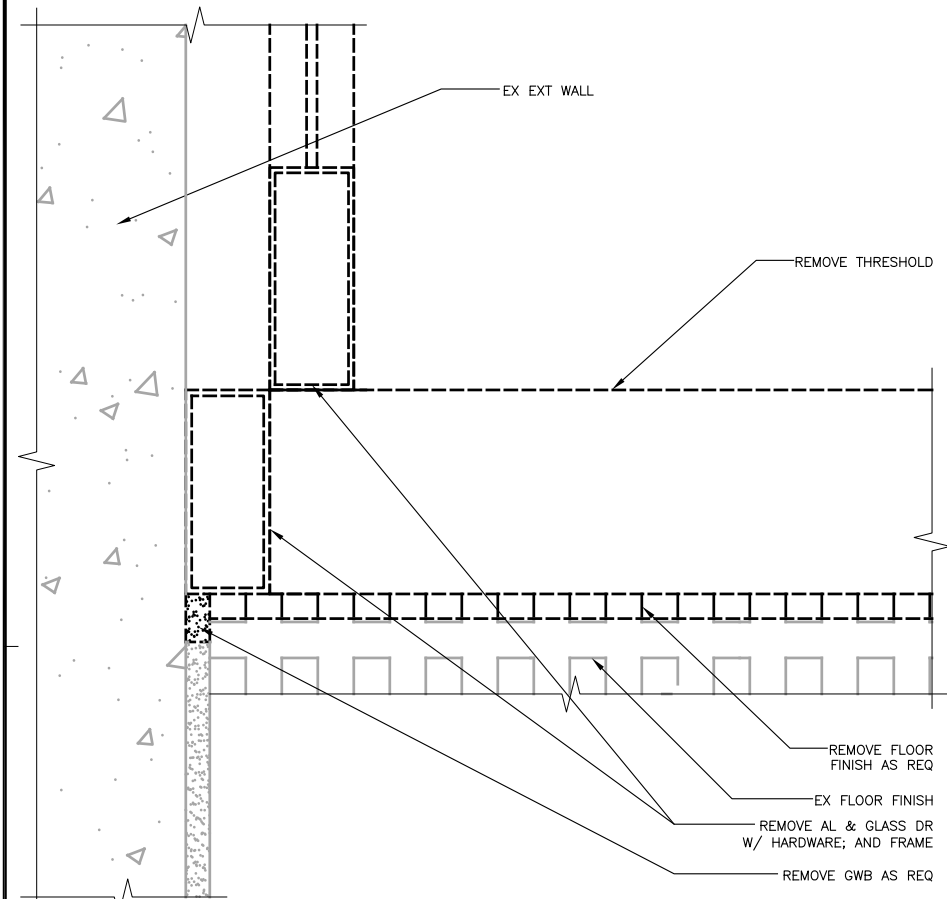 EX EXT WALL
REMOVE THRESHOLD
REMOVE FLOOR
FINISH AS REQ
EX FLOOR FINISH
REMOVE AL & GLASS DR
W/ HARDWARE; AND FRAME
REMOVE GWB AS REQ